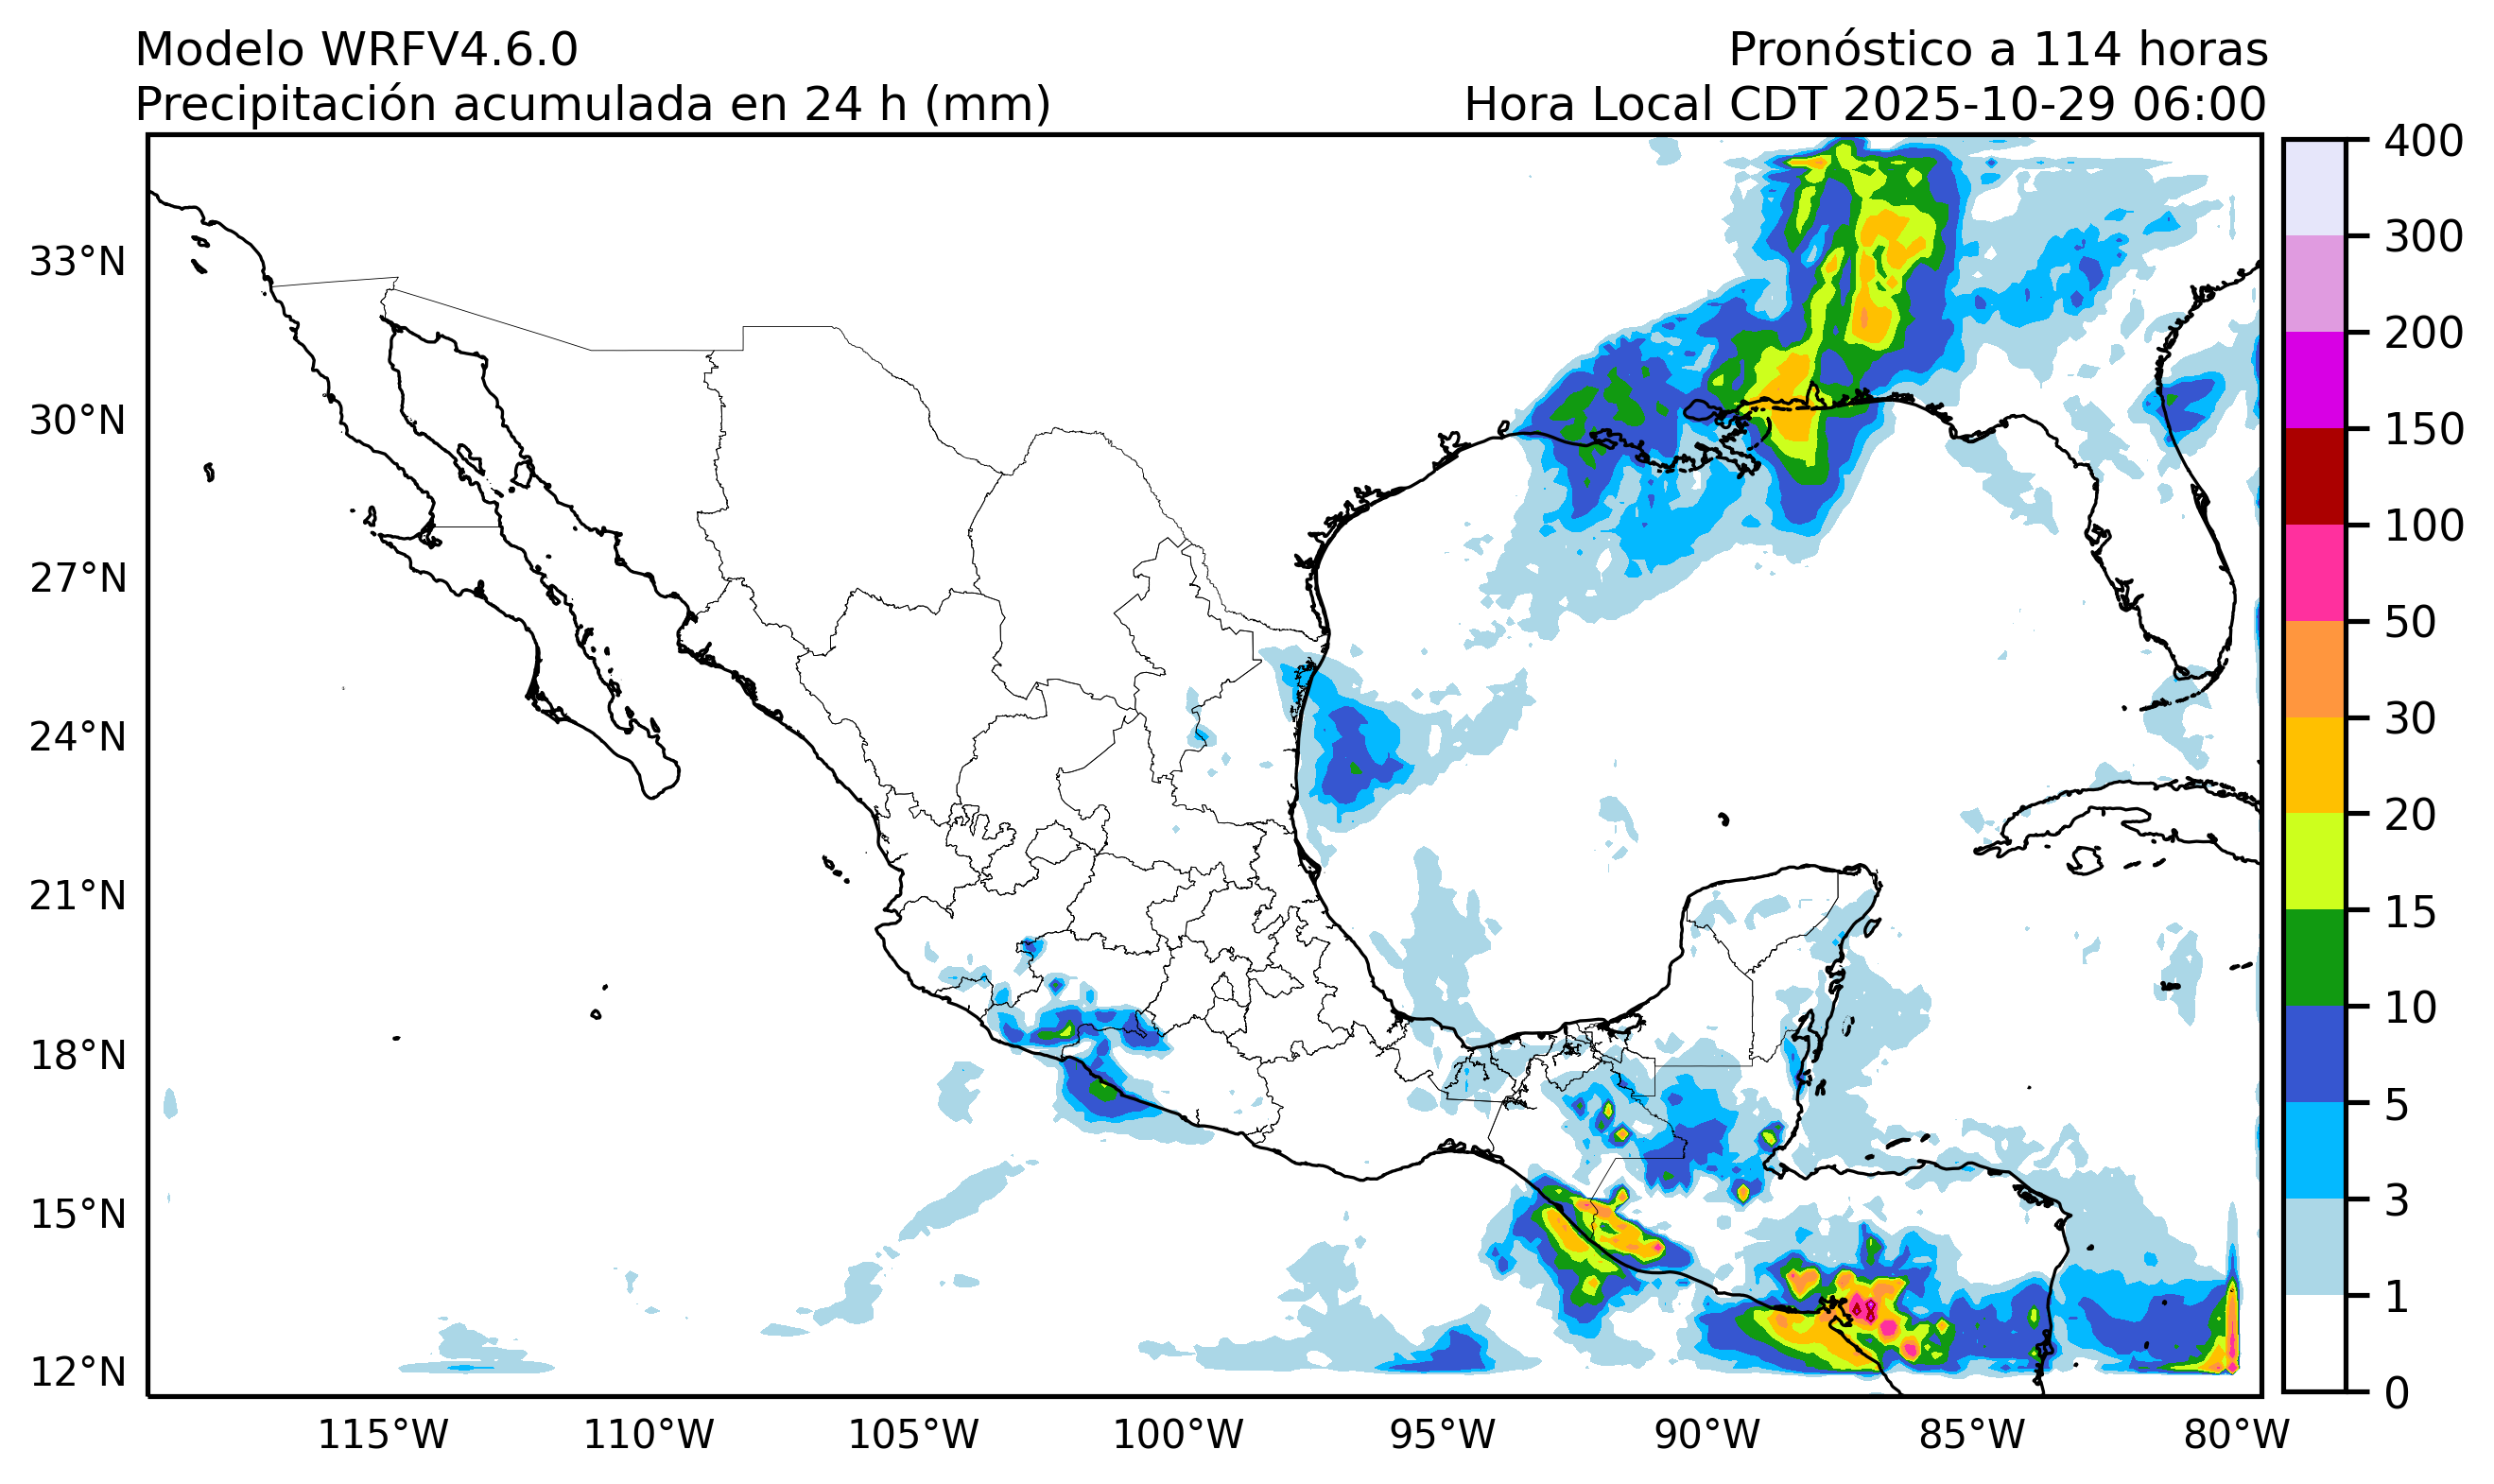 Modelo WRFV4.6.0
Pronóstico a 114 horas
Precipitación acumulada en 24 h (mm)
Hora Local CDT 2025-10-29 06:00
33°N
30°N
27°N
24°N
21°N
18°N
15°N
12°N
115°W
110°W
105°W
100°W
95°W
90°W
85°W
80°W
400
300
200
150
100
50
30
20
15
10
5
3
1
0